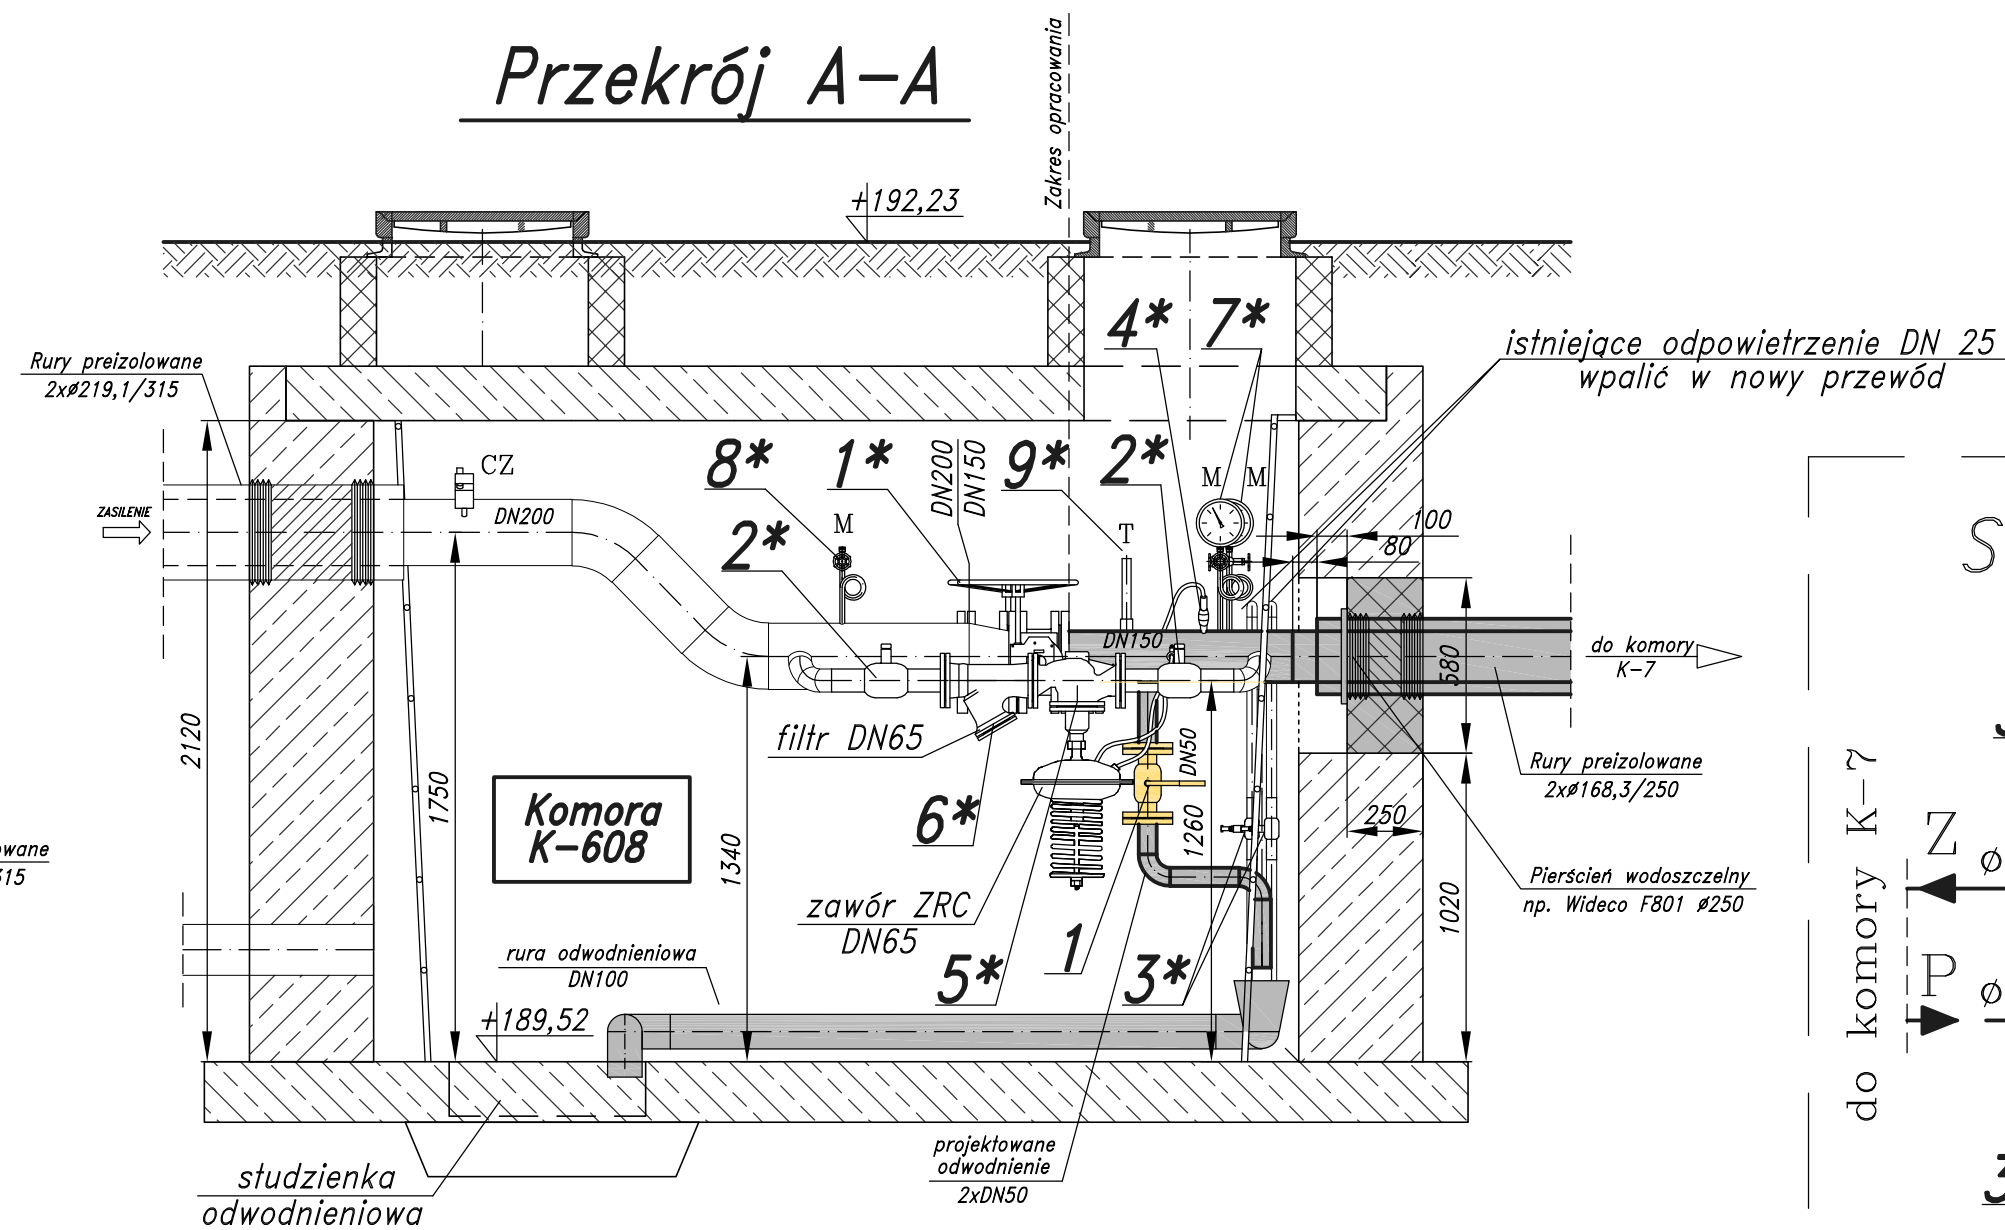 Przekrój A-A
Zakres opracowania
+192,23
4*
7*
istniejące odpowietrzenie DN 25
wpalić w nowy przewód
Rury preizolowane
2xø219,1/315
CZ
8*
1*
DN200
DN150
9*
2*
M
M
ZASILENIE
DN200
2*
M
T
100
80
DN150
580
do komory
K-7
2120
1750
filtr DN65
DN50
Rury preizolowane
2xø168,3/250
Komora
K-608
6*
1340
1260
250
315
zawór ZRC
DN65
Pierścień wodoszczelny
np. Wideco F801 ø250
1020
rura odwodnieniowa
DN100
5*
1
3*
+189,52
projektowane
odwodnienie
2xDN50
studzienka
odwodnieniowa
S
do komory K-7
Z
ø
P
ø
3